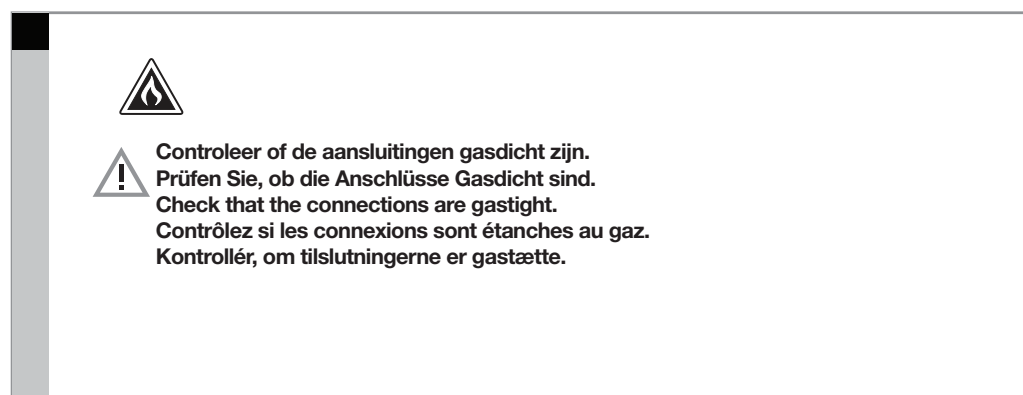 Controleer of de aansluitingen gasdicht zijn.
Prüfen Sie, ob die Anschlüsse Gasdicht sind.
Check that the connections are gastight.
Contrôlez si les connexions sont étanches au gaz.
Kontrollér, om tilslutningerne er gastætte.